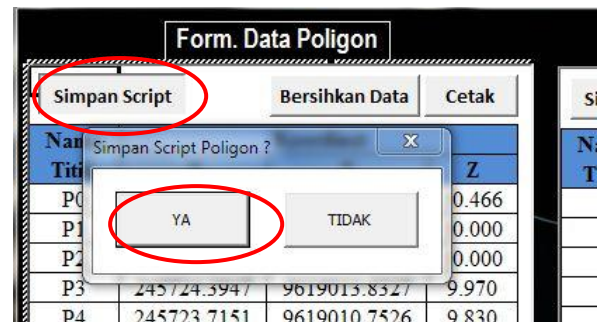 Form. Data Poligon
Simpan Script Bersihkan Data Cetak
Simpan Script Poligon ?
Z
YA TIDAK
P0 0.466
P1 0.000
P2 0.000
P3 245724.3947 9619013.8327 9.970
P4 245723.7151 9619010.7526 9.830